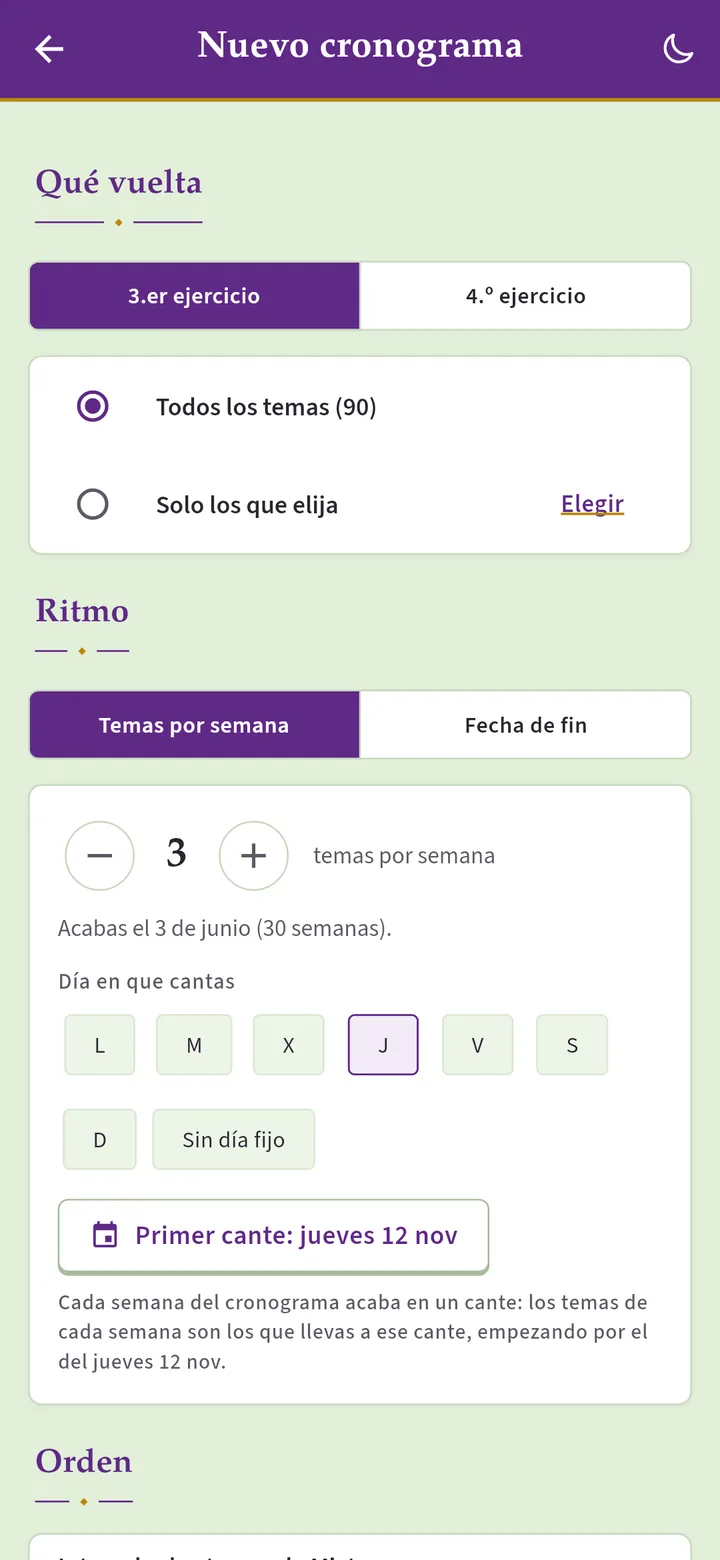 Nuevo cronograma
Qué vuelta
3.er ejercicio
4.º ejercicio
Todos los temas (90)
Solo los que elija
Elegir
Ritmo
Temas por semana
Fecha de fin
3
temas por semana
Acabas el 3 de junio (30 semanas).
Día en que cantas
L
M
X
J
V
S
D
Sin día fijo
Primer cante: jueves 12 nov
Cada semana del cronograma acaba en un cante: los temas de
cada semana son los que llevas a ese cante, empezando por el
del jueves 12 nov.
Orden